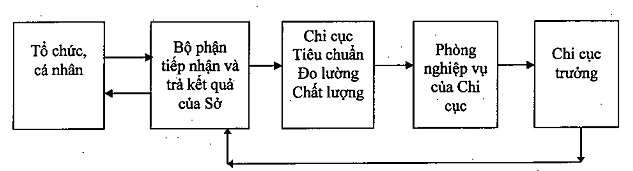 Tổ chức,
cá nhân
Bộ phận
tiếp nhận và
trả kết quả
của Sở
Chi cục
Tiêu chuẩn
Đo lường
Chất lượng
Phòng
nghiệp vụ
của Chi
cục
Chi cục
trưởng